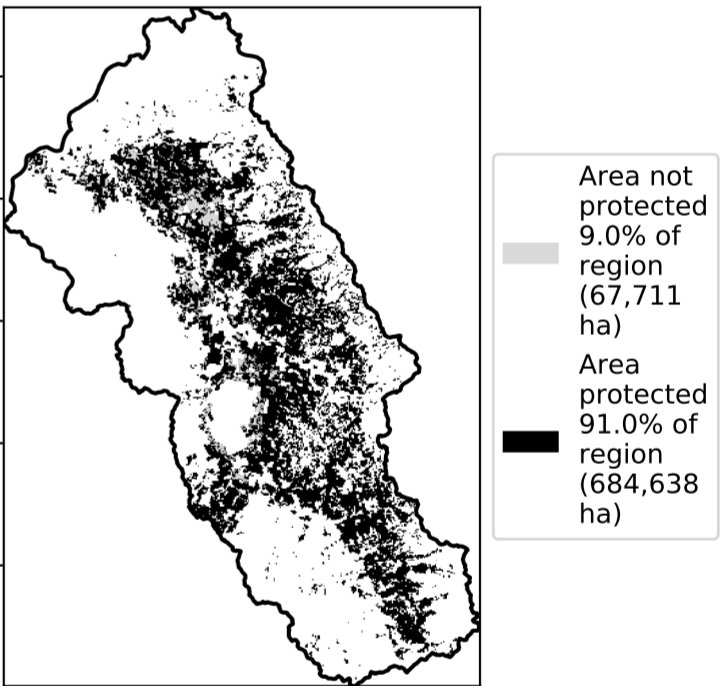 Area not
protected
9.0% of
region
(67,711
ha)
Area
protected
91.0% of
region
(684,638
ha)